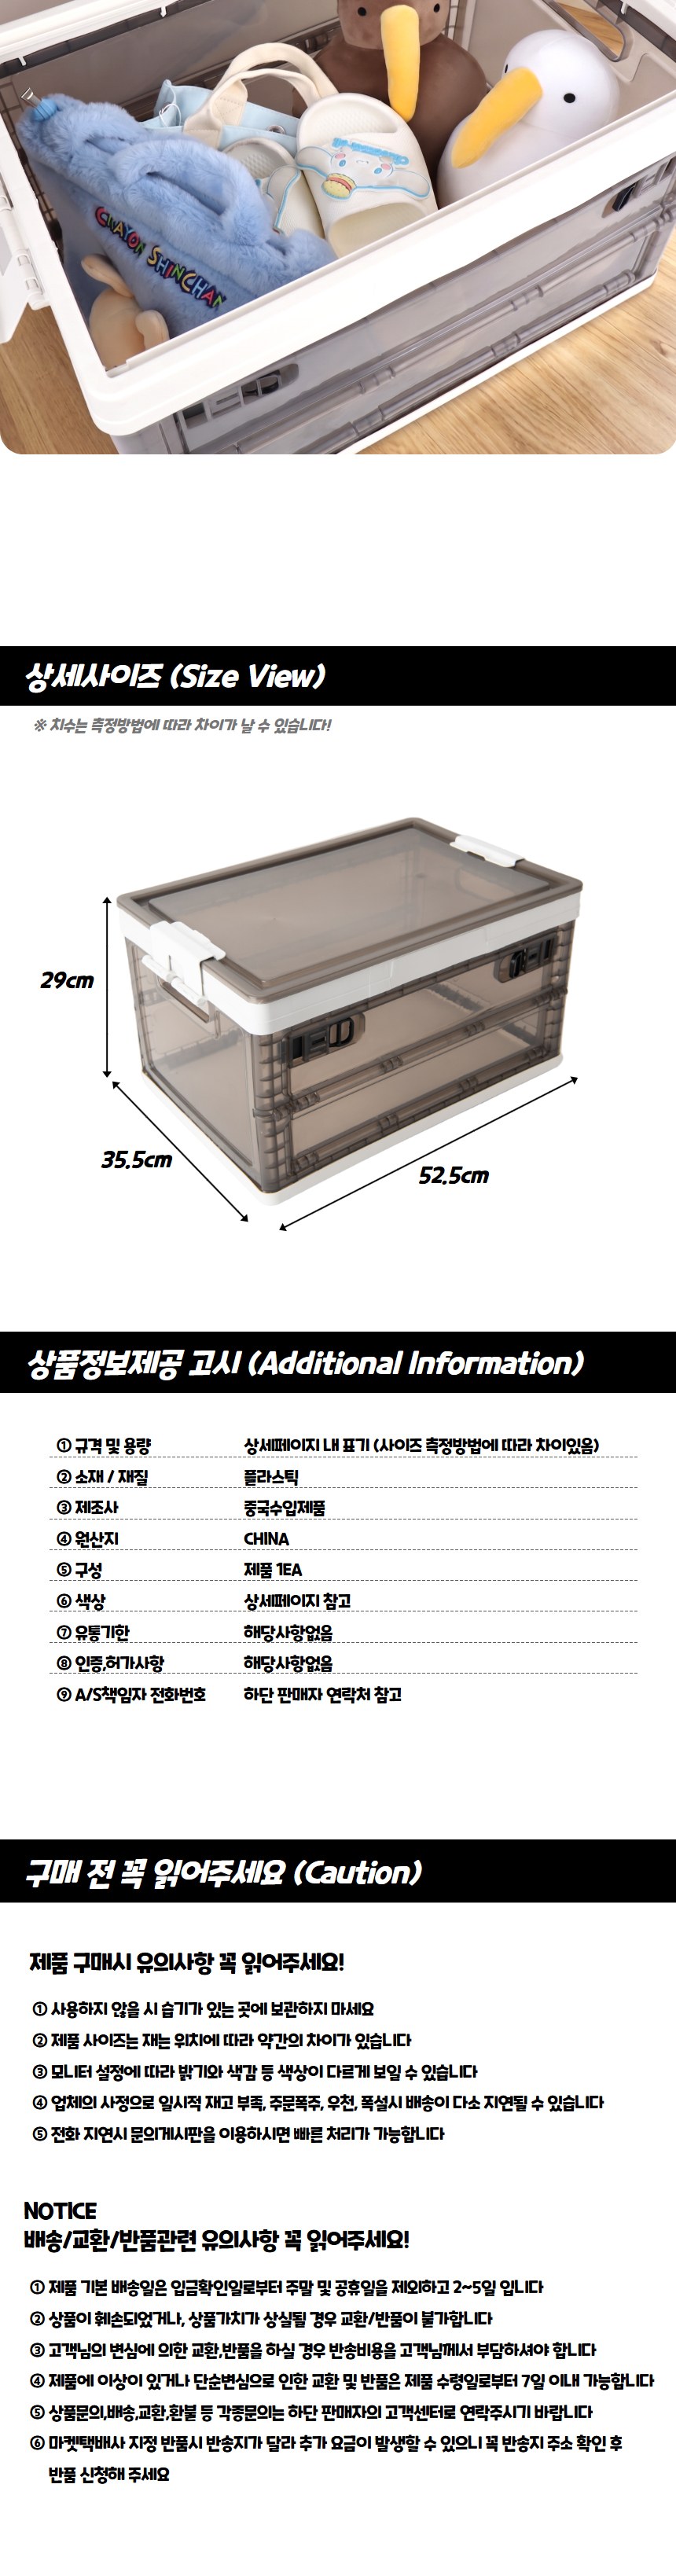 CRAYON SHINCHAN
상세사이즈 (Size View)
※ 치수는 측정방법에 따라 차이가 날 수 있습니다!
29cm
35.5cm
52.5cm
상품정보제공 고시 (Additional Information)
① 규격 및 용량 상세페이지 내 표기 (사이즈 측정방법에 따라 차이있음)
② 소재 / 재질 플라스틱
③ 제조사 중국수입제품
④ 원산지 CHINA
⑤ 구성 제품 1EA
⑥ 색상 상세페이지 참고
⑦ 유통기한 해당사항없음
⑧ 인증,허가사항 해당사항없음
⑨ A/S책임자 전화번호 하단 판매자 연락처 참고
구매 전 꼭 읽어주세요 (Caution)
제품 구매시 유의사항 꼭 읽어주세요!
① 사용하지 않을 시 습기가 있는 곳에 보관하지 마세요
② 제품 사이즈는 재는 위치에 따라 약간의 차이가 있습니다
③ 모니터 설정에 따라 밝기와 색감 등 색상이 다르게 보일 수 있습니다
④ 업체의 사정으로 일시적 재고 부족, 주문폭주, 우천, 폭설시 배송이 다소 지연될 수 있습니다
⑤ 전화 지연시 문의게시판을 이용하시면 빠른 처리가 가능합니다
NOTICE
배송/교환/반품관련 유의사항 꼭 읽어주세요!
① 제품 기본 배송일은 입금확인일로부터 주말 및 공휴일을 제외하고 2~5일 입니다
② 상품이 훼손되었거나, 상품가치가 상실될 경우 교환/반품이 불가합니다
③ 고객님의 변심에 의한 교환,반품을 하실 경우 반송비용을 고객님께서 부담하셔야 합니다
④ 제품에 이상이 있거나 단순변심으로 인한 교환 및 반품은 제품 수령일로부터 7일 이내 가능합니다
⑤ 상품문의,배송,교환,환불 등 각종문의는 하단 판매자의 고객센터로 연락주시기 바랍니다
⑥ 마켓택배사 지정 반품시 반송지가 달라 추가 요금이 발생할 수 있으니 꼭 반송지 주소 확인 후
반품 신청해 주세요